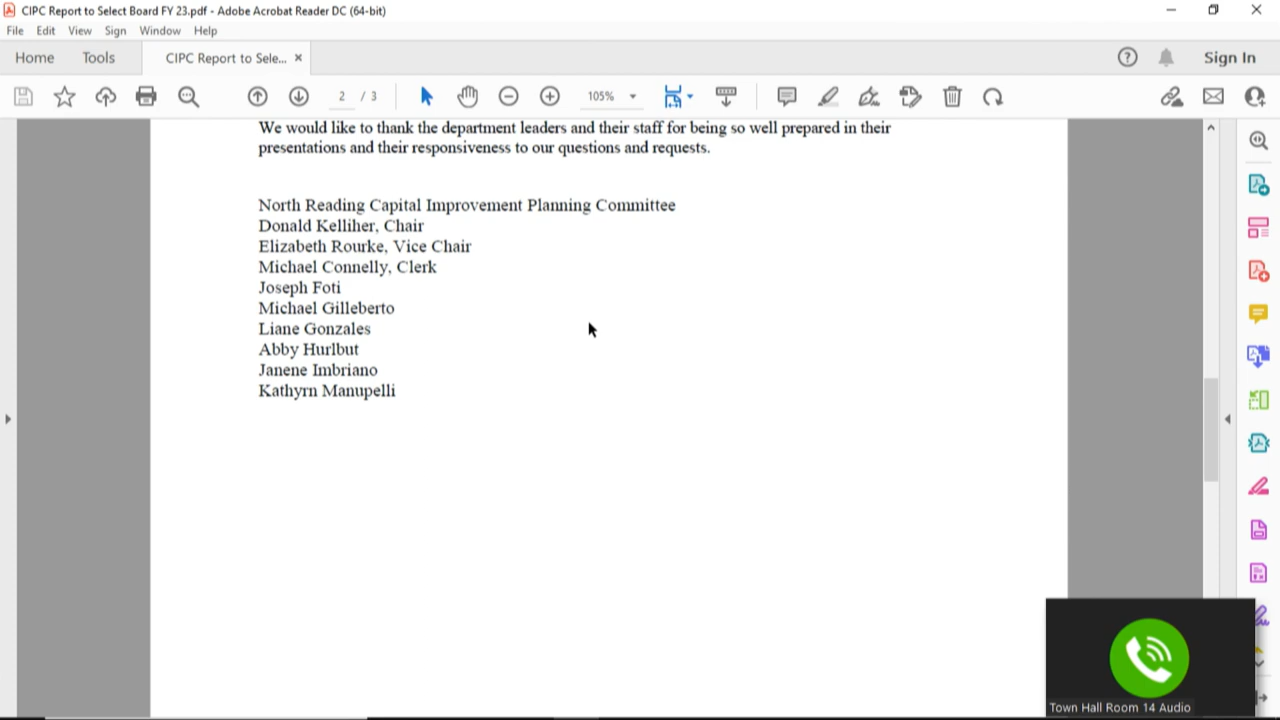 CIPC Report to Select Board FY 23.pdf - Adobe Acrobat Reader DC (64-bit)
File Edit View Sign Window Help
Home Tools CIPC Report to Sele... × Sign In
2 / 3 105%
We would like to thank the department leaders and their staff for being so well prepared in their
presentations and their responsiveness to our questions and requests.
North Reading Capital Improvement Planning Committee
Donald Kelliher, Chair
Elizabeth Rourke, Vice Chair
Michael Connelly, Clerk
Joseph Foti
Michael Gilleberto
Liane Gonzales
Abby Hurlbut
Janene Imbriano
Kathyrn Manupelli
Town Hall Room 14 Audio